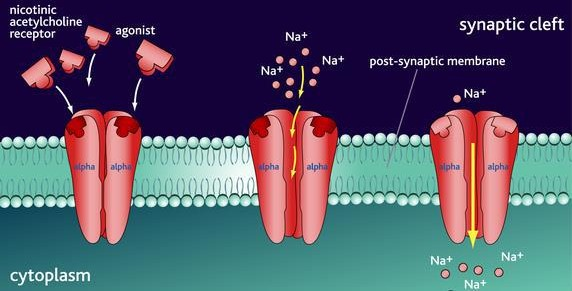 nicotinic
acetylcholine
receptor
agonist
synaptic cleft
Na+
Na+
Na+
post-synaptic membrane
Na+
alpha
alpha
alpha
alpha
alpha
alpha
cytoplasm
Na+
Na+
Na+